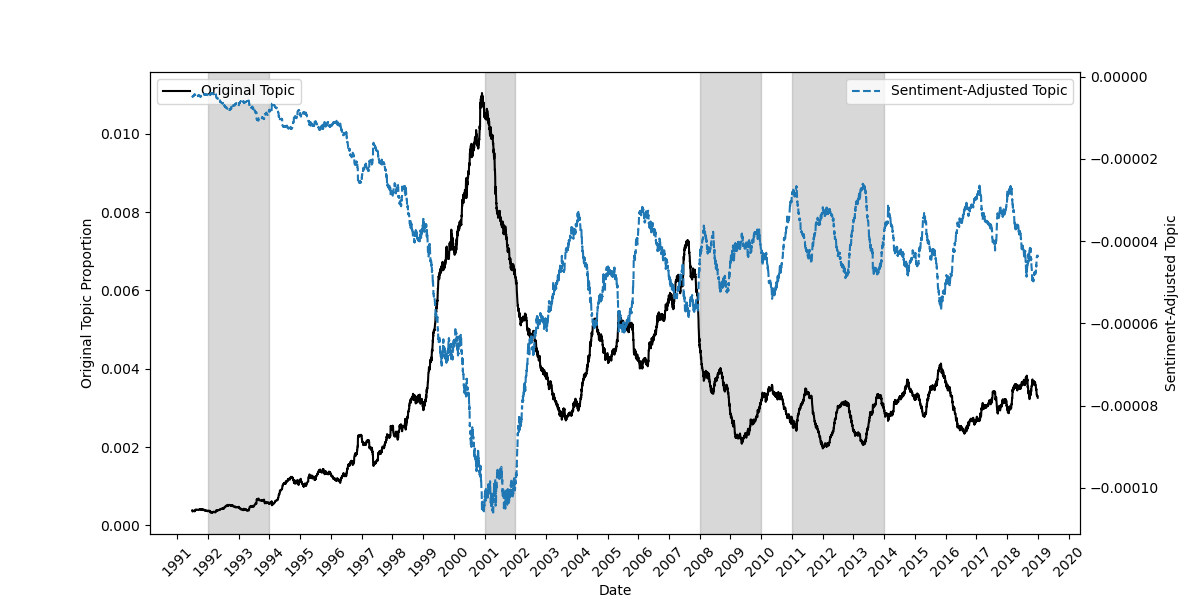 Original Topic
Sentiment-Adjusted Topic
0.010
0.008
0.006
0.004
0.002
0.000
Original Topic Proportion
0.00000
−0.00002
−0.00004
−0.00006
−0.00008
−0.00010
Sentiment-Adjusted Topic
1991 1992 1993 1994 1995 1996 1997 1998 1999 2000 2001 2002 2003 2004 2005 2006 2007 2008 2009 2010 2011 2012 2013 2014 2015 2016 2017 2018 2019 2020
Date